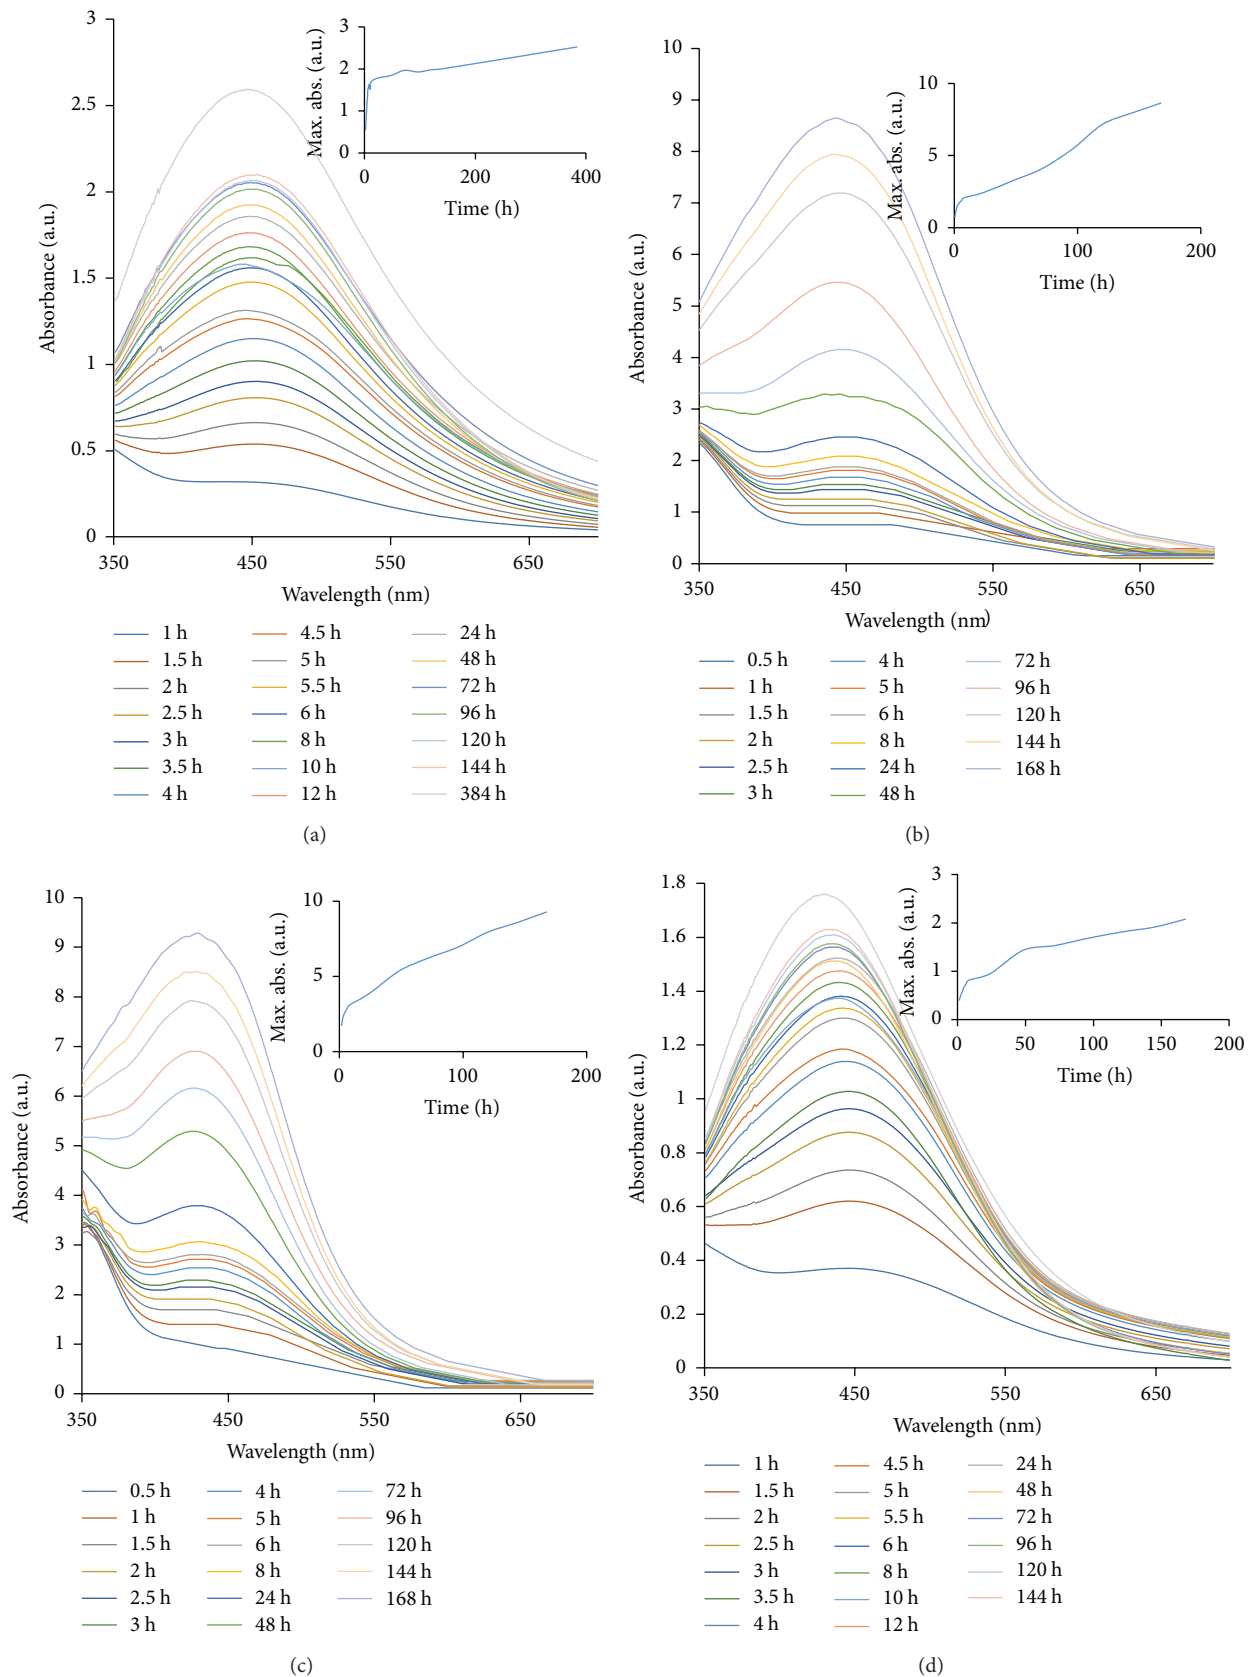 3
2.5
2
1.5
1
0.5
0
350
450
550
650
Absorbance (a.u.)
Wavelength (nm)
3
2
1
0
0
200
400
Max. abs. (a.u.)
Time (h)
1 h
1.5 h
2 h
2.5 h
3 h
3.5 h
4 h
4.5 h
5 h
5.5 h
6 h
8 h
10 h
12 h
24 h
48 h
72 h
96 h
120 h
144 h
384 h
(a)
10
9
8
7
6
5
4
3
2
1
0
350
450
550
650
Absorbance (a.u.)
Wavelength (nm)
10
5
0
0
100
200
Max. abs. (a.u.)
Time (h)
0.5 h
1 h
1.5 h
2 h
2.5 h
3 h
4 h
5 h
6 h
8 h
24 h
48 h
72 h
96 h
120 h
144 h
168 h
(b)
10
9
8
7
6
5
4
3
2
1
0
350
450
550
650
Absorbance (a.u.)
Wavelength (nm)
10
5
0
0
100
200
Max. abs. (a.u.)
Time (h)
0.5 h
1 h
1.5 h
2 h
2.5 h
3 h
4 h
5 h
6 h
8 h
24 h
48 h
72 h
96 h
120 h
144 h
168 h
(c)
1.8
1.6
1.4
1.2
1
0.8
0.6
0.4
0.2
0
350
450
550
650
Absorbance (a.u.)
Wavelength (nm)
3
2
1
0
0
50
100
150
200
Max. abs. (a.u.)
Time (h)
1 h
1.5 h
2 h
2.5 h
3 h
3.5 h
4 h
4.5 h
5 h
5.5 h
6 h
8 h
10 h
12 h
24 h
48 h
72 h
96 h
120 h
144 h
(d)